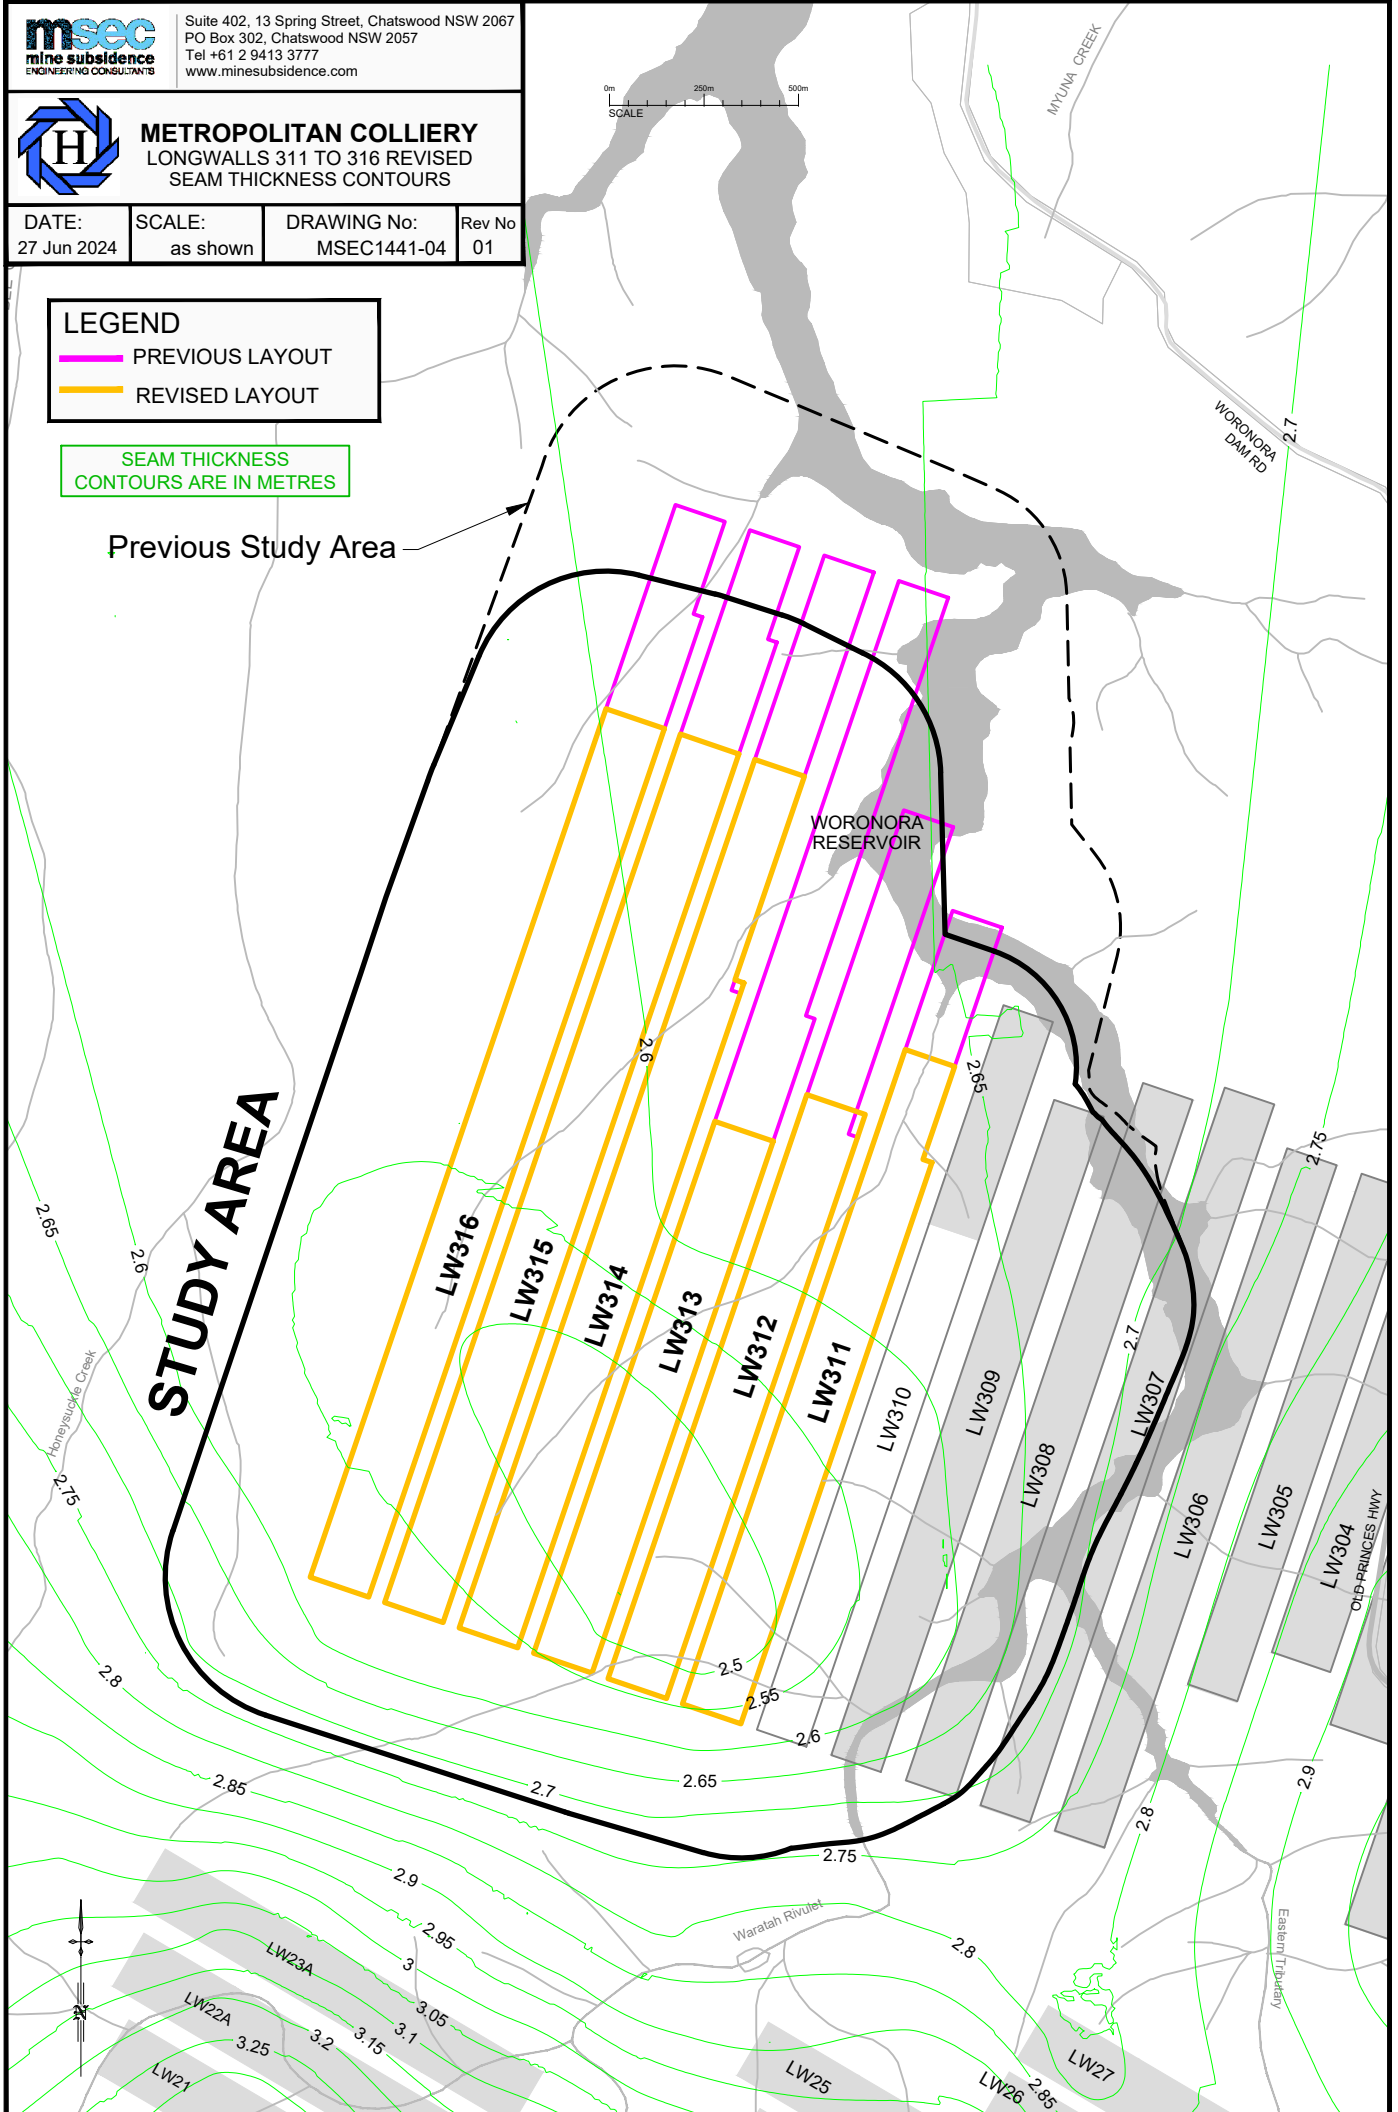 msec
mine subsidence
ENGINEERING CONSULTANTS
Suite 402, 13 Spring Street, Chatswood NSW 2067
PO Box 302, Chatswood NSW 2057
Tel +61 2 9413 3777
www.minesubsidence.com
H
METROPOLITAN COLLIERY
LONGWALLS 311 TO 316 REVISED
SEAM THICKNESS CONTOURS
DATE:
27 Jun 2024
SCALE:
as shown
DRAWING No:
MSEC1441-04
Rev No
01
0m 250m 500m
SCALE
MYUNA CREEK
LEGEND
PREVIOUS LAYOUT
REVISED LAYOUT
SEAM THICKNESS
CONTOURS ARE IN METRES
Previous Study Area
WORONORA
DAM RD
2.7
WORONORA
RESERVOIR
2.6
2.65
2.75
STUDY AREA
2.65
2.6
LW316
LW315
LW314
LW313
LW312
LW311
LW310
LW309
LW308
LW307
LW306
LW305
LW304
2.7
OLD PRINCES HWY
Honeysuckle Creek
2.75
2.8
2.5
2.55
2.6
2.65
2.7
2.85
2.75
2.8
2.9
2.9
2.95
3
3.05
3.1
3.15
3.2
3.25
Waratah Rivulet
2.8
Eastern Tributary
LW23A
LW22A
LW21
N
LW25
LW26
2.85
LW27